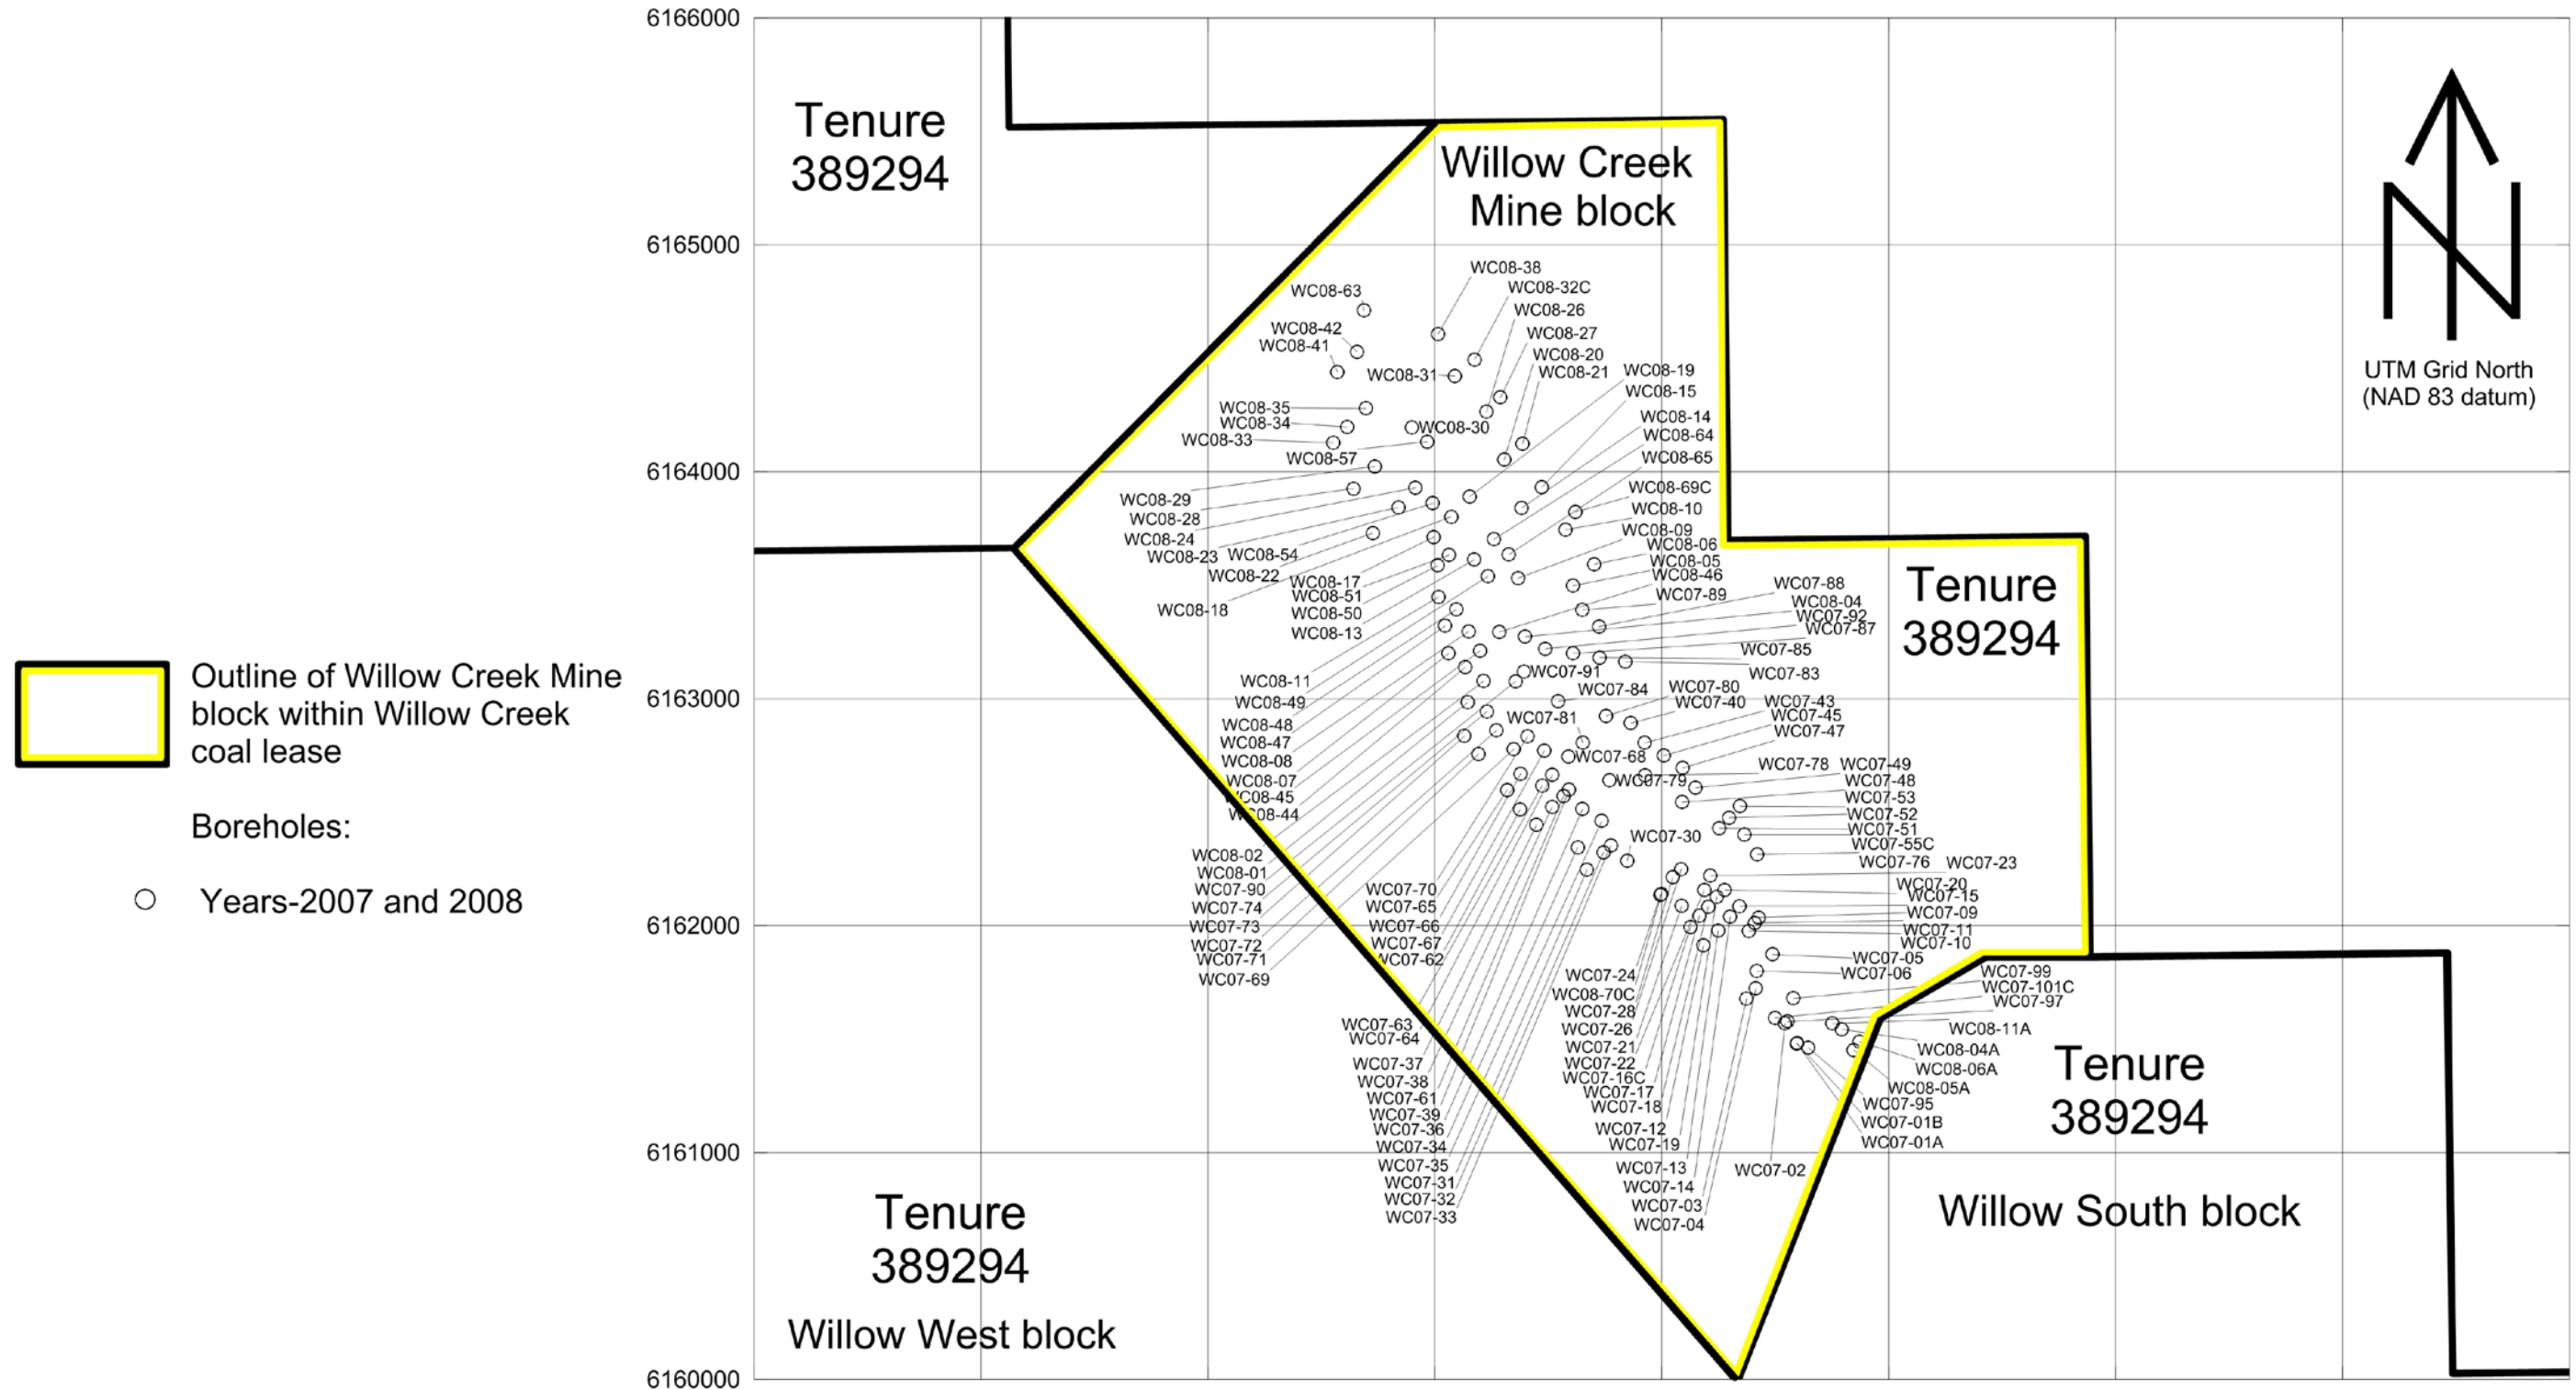 6166000
6165000
6164000
6163000
6162000
6161000
6160000
Tenure
389294
Willow Creek
Mine block
UTM Grid North
(NAD 83 datum)
N
WC08-38
WC08-63
WC08-32C
WC08-26
WC08-42
WC08-27
WC08-41
WC08-20
WC08-31
WC08-21
WC08-19
WC08-15
WC08-35
WC08-14
WC08-34
WC08-30
WC08-64
WC08-33
WC08-57
WC08-65
WC08-29
WC08-69C
WC08-28
WC08-10
WC08-24
WC08-09
WC08-23
WC08-54
WC08-06
WC08-22
WC08-05
WC08-17
WC08-46
WC08-51
WC07-89
WC08-18
WC08-50
WC08-13
WC07-88
WC08-04
WC07-92
WC07-87
WC07-85
WC07-83
WC07-91
WC08-11
WC07-84
WC07-80
WC08-49
WC07-40
WC07-43
WC08-48
WC07-81
WC07-45
WC08-47
WC07-47
WC08-08
WC07-68
WC07-78
WC07-49
WC08-07
WC07-79
WC07-48
WC08-45
WC07-53
WC08-44
WC07-52
WC07-51
WC07-30
WC07-55C
WC08-02
WC07-76
WC07-23
WC08-01
WC07-90
WC07-70
WC07-20
WC07-74
WC07-65
WC07-15
WC07-73
WC07-66
WC07-09
WC07-72
WC07-67
WC07-11
WC07-71
WC07-62
WC07-10
WC07-69
WC07-05
WC07-24
WC07-06
WC07-99
WC08-70C
WC07-101C
WC07-28
WC07-97
WC07-63
WC07-26
WC08-11A
WC07-64
WC07-21
WC08-04A
WC07-37
WC07-22
WC08-06A
WC07-38
WC07-16C
WC08-05A
WC07-61
WC07-17
WC07-95
WC07-39
WC07-18
WC07-01B
WC07-36
WC07-12
WC07-01A
WC07-34
WC07-19
WC07-35
WC07-13
WC07-02
WC07-31
WC07-14
WC07-32
WC07-03
WC07-33
WC07-04
Tenure
389294
Tenure
389294
Willow South block
Tenure
389294
Willow West block
Outline of Willow Creek Mine
block within Willow Creek
coal lease
Boreholes:
Years-2007 and 2008